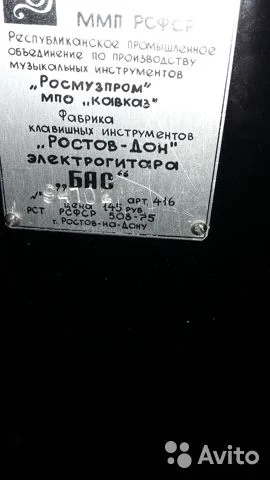 ММП РСФСР
Республиканское промышленное
объединение по производству
музыкальных инструментов
„Росмузпром"
МПО „Кавказ"
Фабрика
клавишных инструментов
„Ростов-Дон"
электрогитара
„БАС"
№ арт. 416
цена 145 руб.
РСТ РСФСР 508-75
г. Ростов-на-Дону
Avito